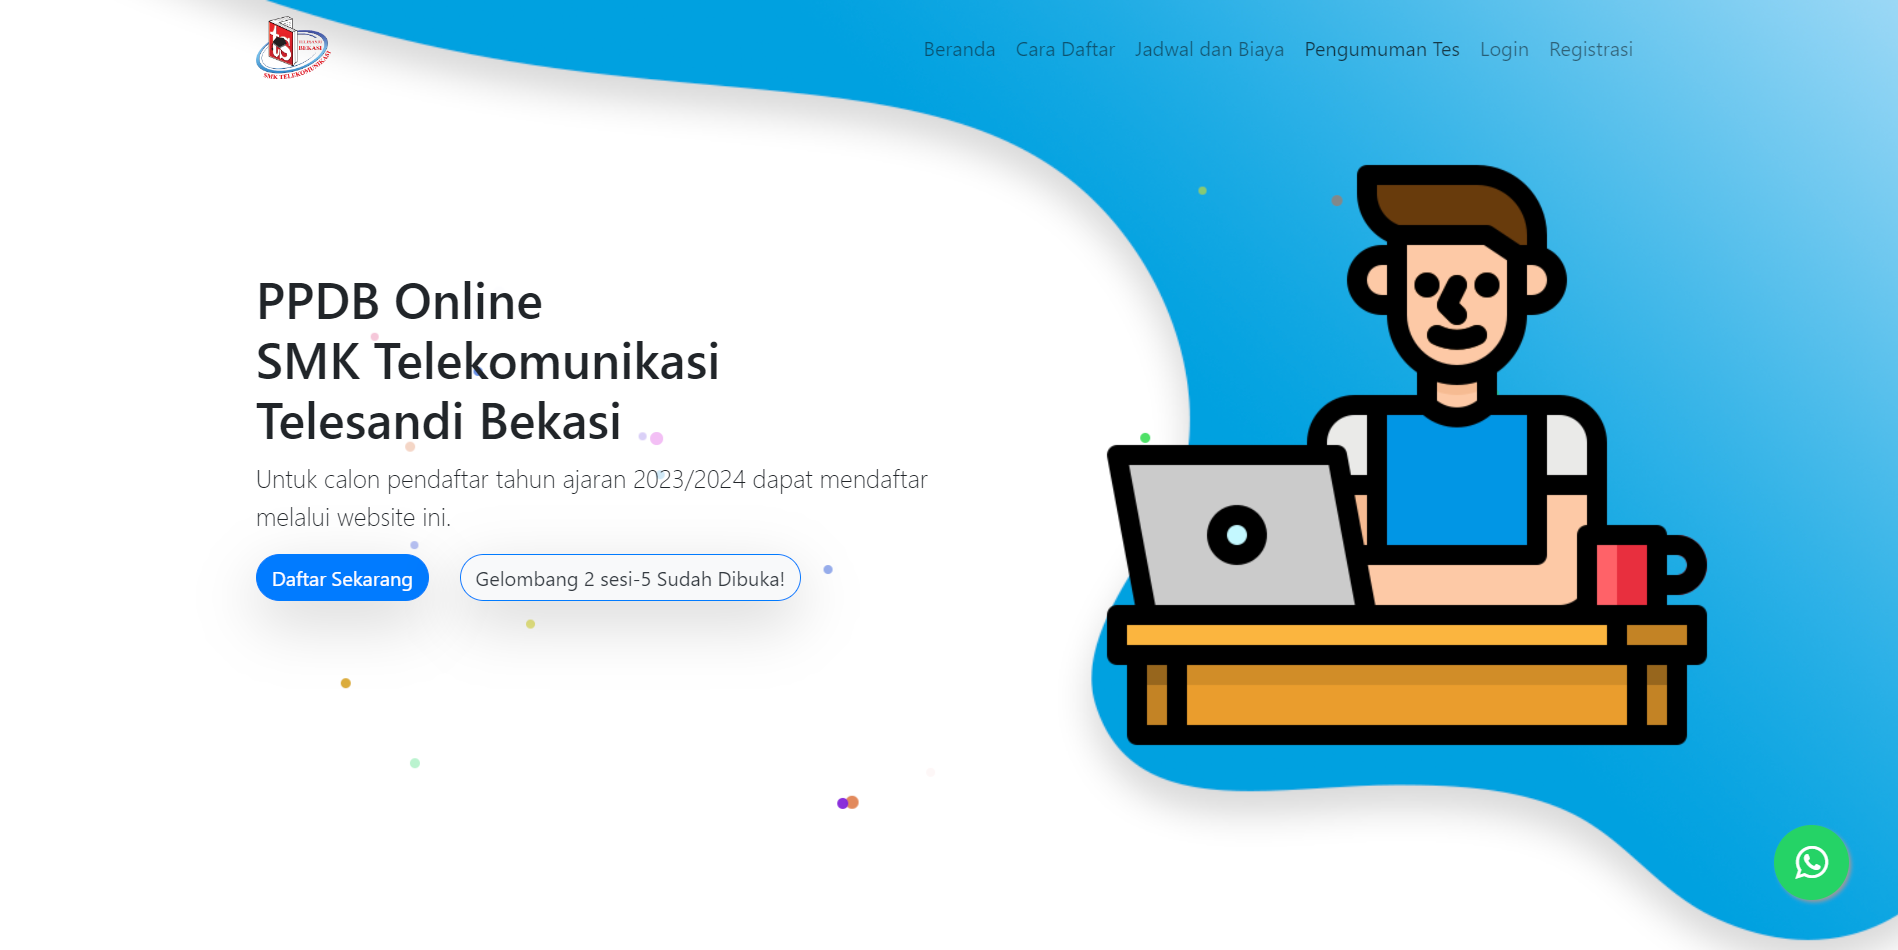 TELESANDI
BEKASI
SMK TELEKOMUNIKASI
Beranda
Cara Daftar
Jadwal dan Biaya
Pengumuman Tes
Login
Registrasi
PPDB Online
SMK Telekomunikasi
Telesandi Bekasi
Untuk calon pendaftar tahun ajaran 2023/2024 dapat mendaftar
melalui website ini.
Daftar Sekarang
Gelombang 2 sesi-5 Sudah Dibuka!